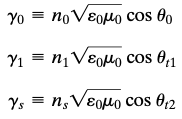 γ₀ ≡ n₀√ε₀μ₀ cos θ₀
γ₁ ≡ n₁√ε₀μ₀ cos θₜ₁
γₛ ≡ nₛ√ε₀μ₀ cos θₜ₂